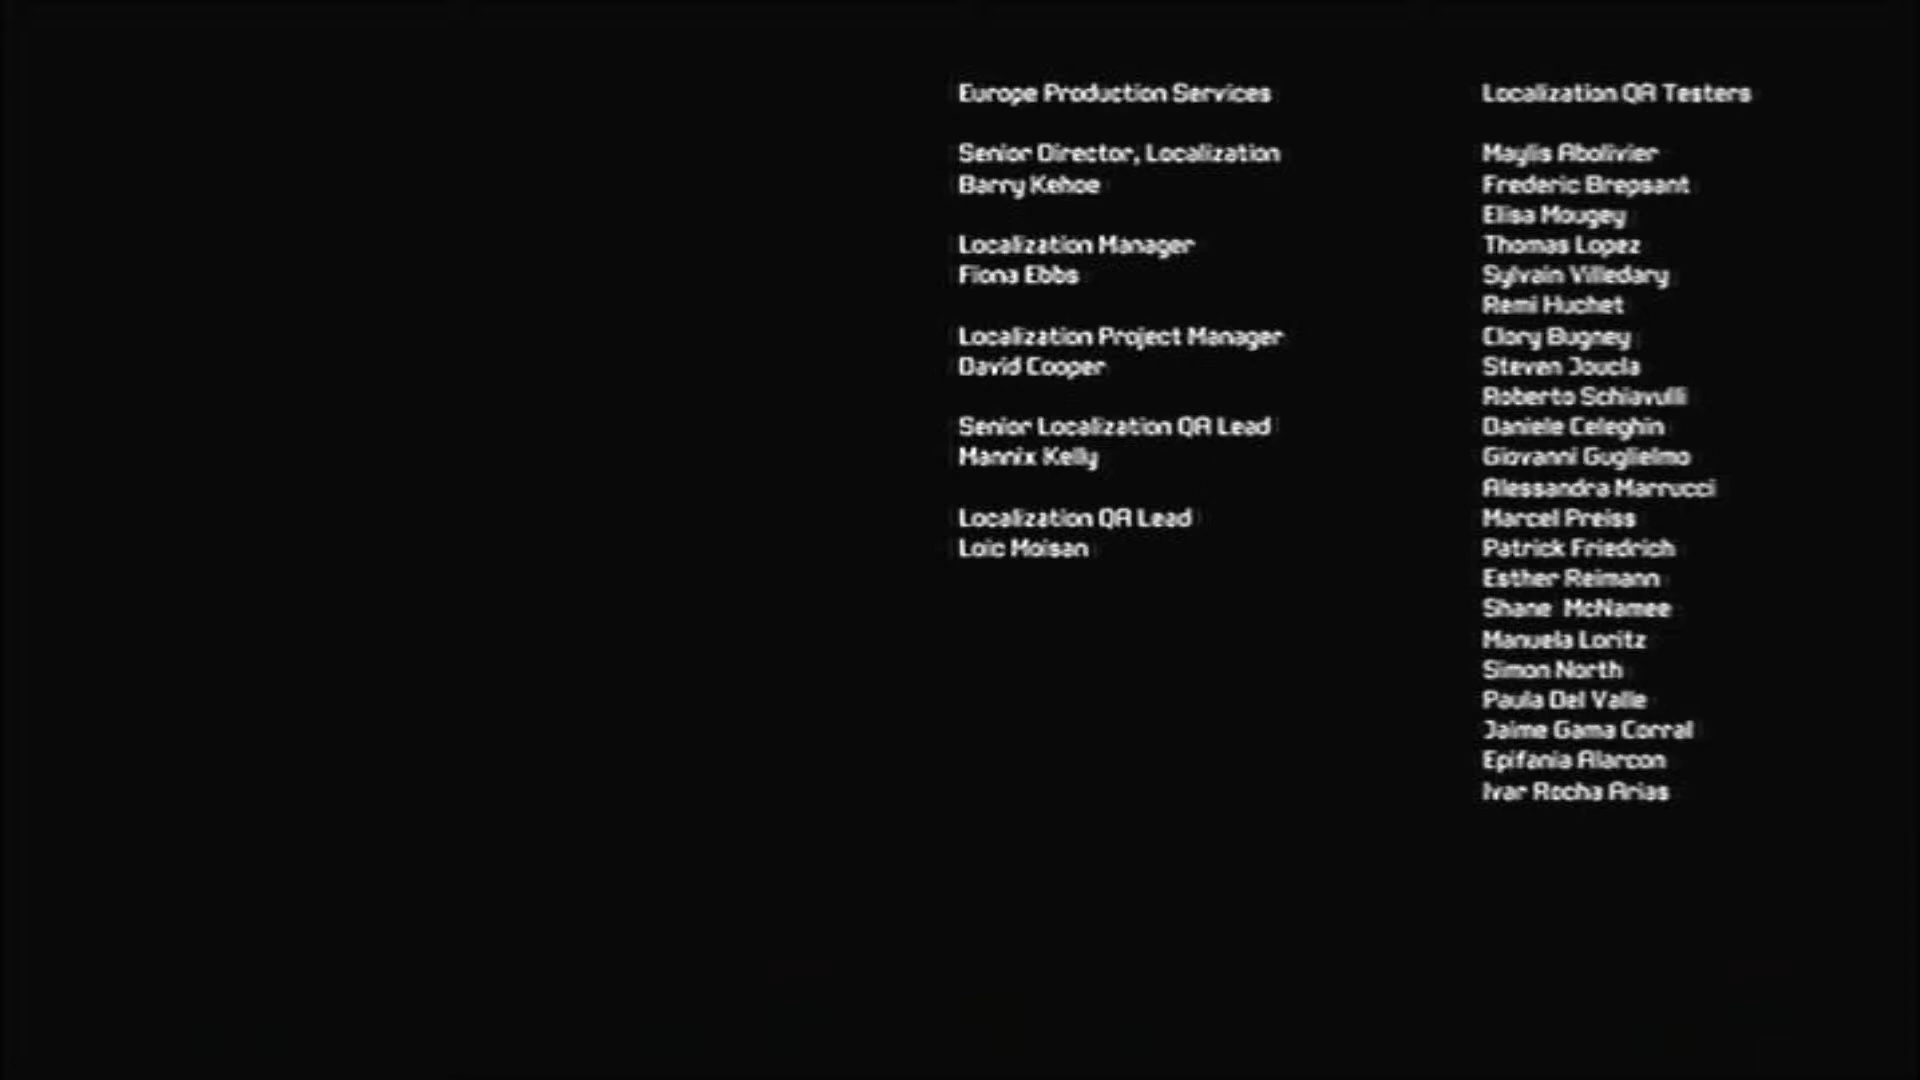 Europe Production Services
Senior Director, Localization
Barry Kehoe
Localization Manager
Fiona Ebbs
Localization Project Manager
David Cooper
Senior Localization QA Lead
Mannix Kelly
Localization QA Lead
Loic Moisan
Localization QA Testers
Maylis Abolivier
Frederic Brepsant
Elisa Mougey
Thomas Lopez
Sylvain Villedary
Remi Huchet
Clory Bugney
Steven Joucla
Roberto Schiavulli
Daniele Celeghin
Giovanni Guglielmo
Alessandra Marrucci
Marcel Preiss
Patrick Friedrich
Esther Reimann
Shane McNamee
Manuela Loritz
Simon North
Paula Del Valle
Jaime Gama Corral
Epifania Alarcon
Ivar Rocha Arias